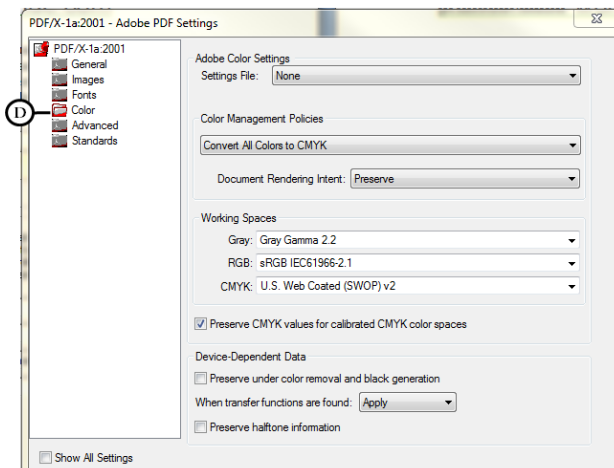 PDF/X-1a:2001 - Adobe PDF Settings
PDF/X-1a:2001
General
Images
Fonts
D
Color
Advanced
Standards
Show All Settings
Adobe Color Settings
Settings File: None
Color Management Policies
Convert All Colors to CMYK
Document Rendering Intent: Preserve
Working Spaces
Gray: Gray Gamma 2.2
RGB: sRGB IEC61966-2.1
CMYK: U.S. Web Coated (SWOP) v2
Preserve CMYK values for calibrated CMYK color spaces
Device-Dependent Data
Preserve under color removal and black generation
When transfer functions are found: Apply
Preserve halftone information